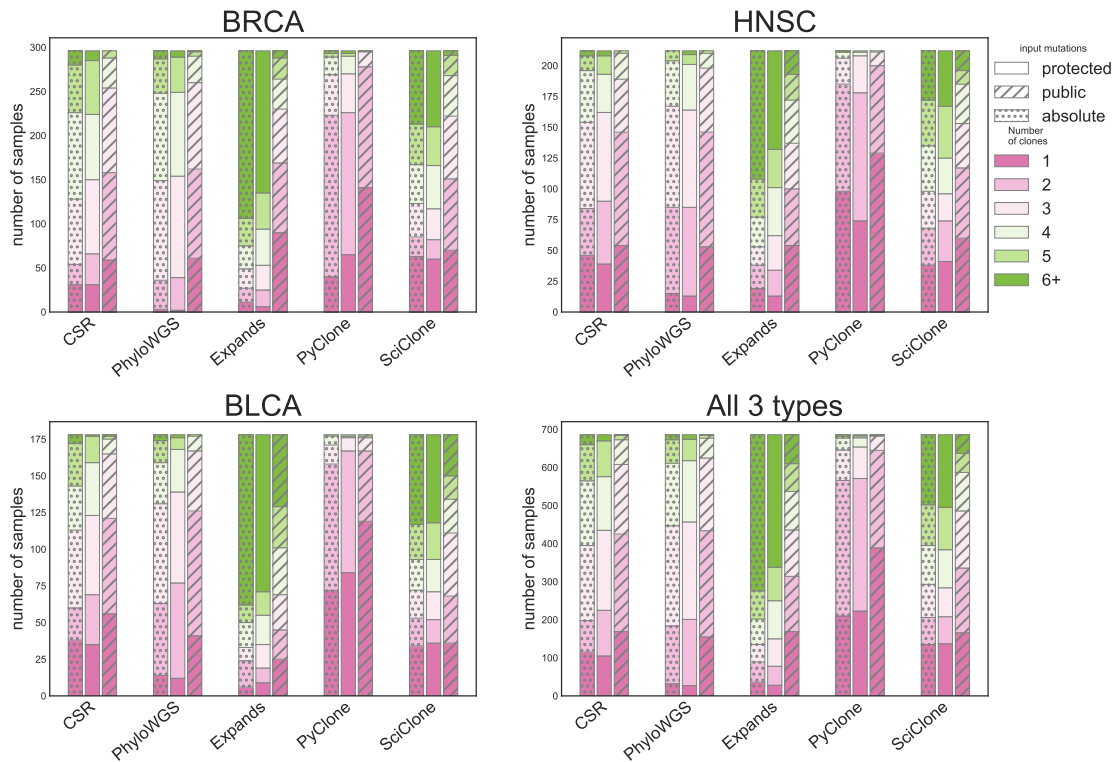 BRCA
number of samples
300
250
200
150
100
50
0
CSR
PhyloWGS
Expands
PyClone
SciClone
HNSC
number of samples
200
175
150
125
100
75
50
25
0
CSR
PhyloWGS
Expands
PyClone
SciClone
input mutations
protected
public
absolute
Number
of clones
1
2
3
4
5
6+
BLCA
number of samples
175
150
125
100
75
50
25
0
CSR
PhyloWGS
Expands
PyClone
SciClone
All 3 types
number of samples
700
600
500
400
300
200
100
0
CSR
PhyloWGS
Expands
PyClone
SciClone